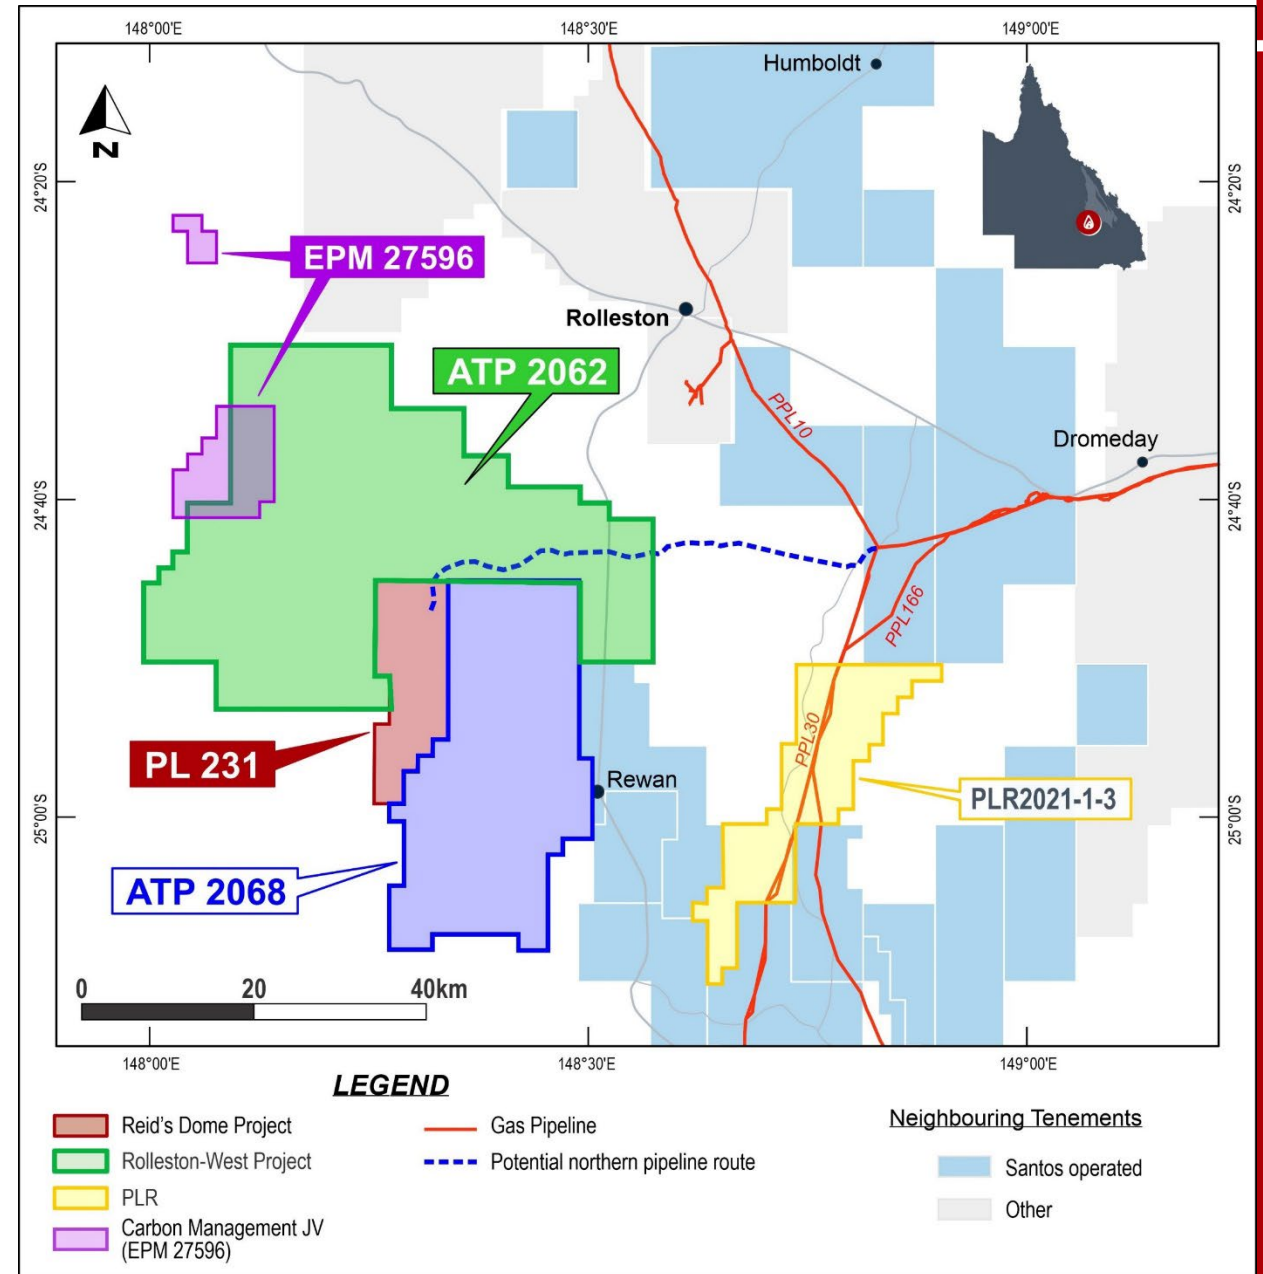 148°00'E
148°30'E
149°00'E
Humboldt
N
24°20'S
24°20'S
EPM 27596
Rolleston
ATP 2062
PPL10
Dromeday
24°40'S
24°40'S
PPL166
PL 231
PPL30
Rewan
PLR2021-1-3
25°00'S
25°00'S
ATP 2068
0 20 40km
148°00'E
148°30'E
149°00'E
LEGEND
Reid's Dome Project
Rolleston-West Project
PLR
Carbon Management JV
(EPM 27596)
Gas Pipeline
Potential northern pipeline route
Neighbouring Tenements
Santos operated
Other